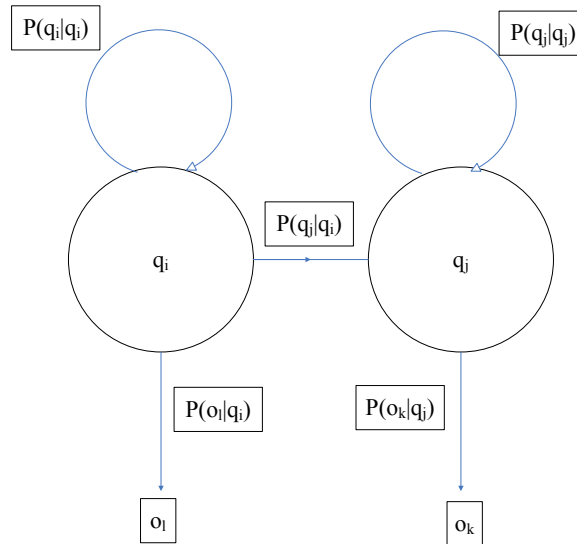 P(qᵢ|qᵢ)
P(qⱼ|qⱼ)
P(qⱼ|qᵢ)
qᵢ
qⱼ
P(oₗ|qᵢ)
P(oₖ|qⱼ)
oₗ
oₖ